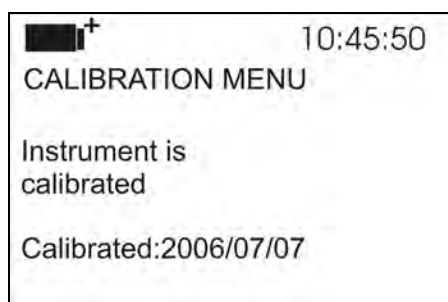 10:45:50
CALIBRATION MENU
Instrument is
calibrated
Calibrated:2006/07/07